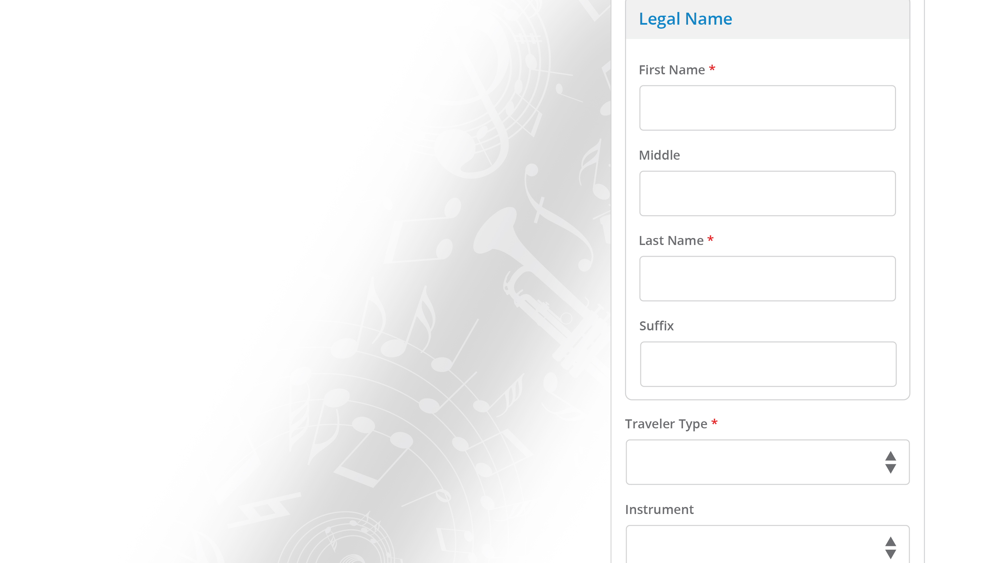 Legal Name
First Name *
Middle
Last Name *
Suffix
Traveler Type *
Instrument